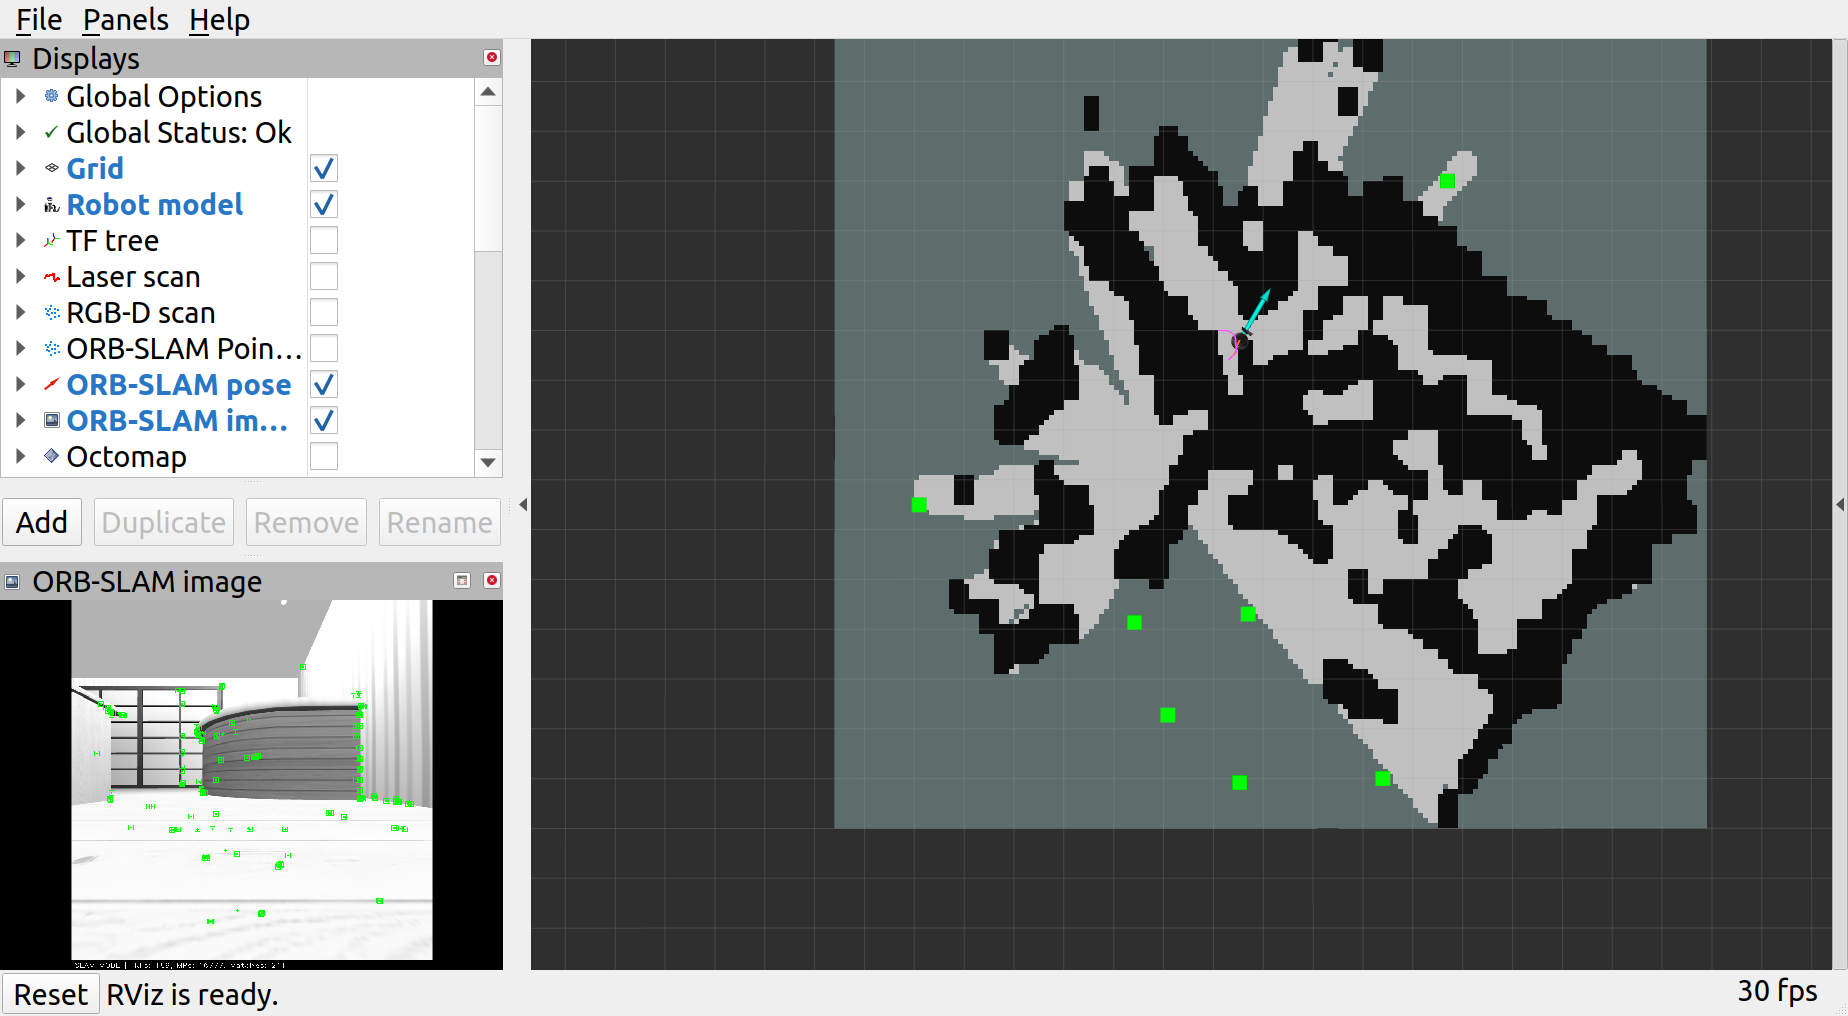 File Panels Help
Displays
Global Options
Global Status: Ok
Grid
Robot model
TF tree
Laser scan
RGB-D scan
ORB-SLAM Poin...
ORB-SLAM pose
ORB-SLAM im...
Octomap
Add Duplicate Remove Rename
ORB-SLAM image
SLAM MODE |
Reset RViz is ready.
30 fps